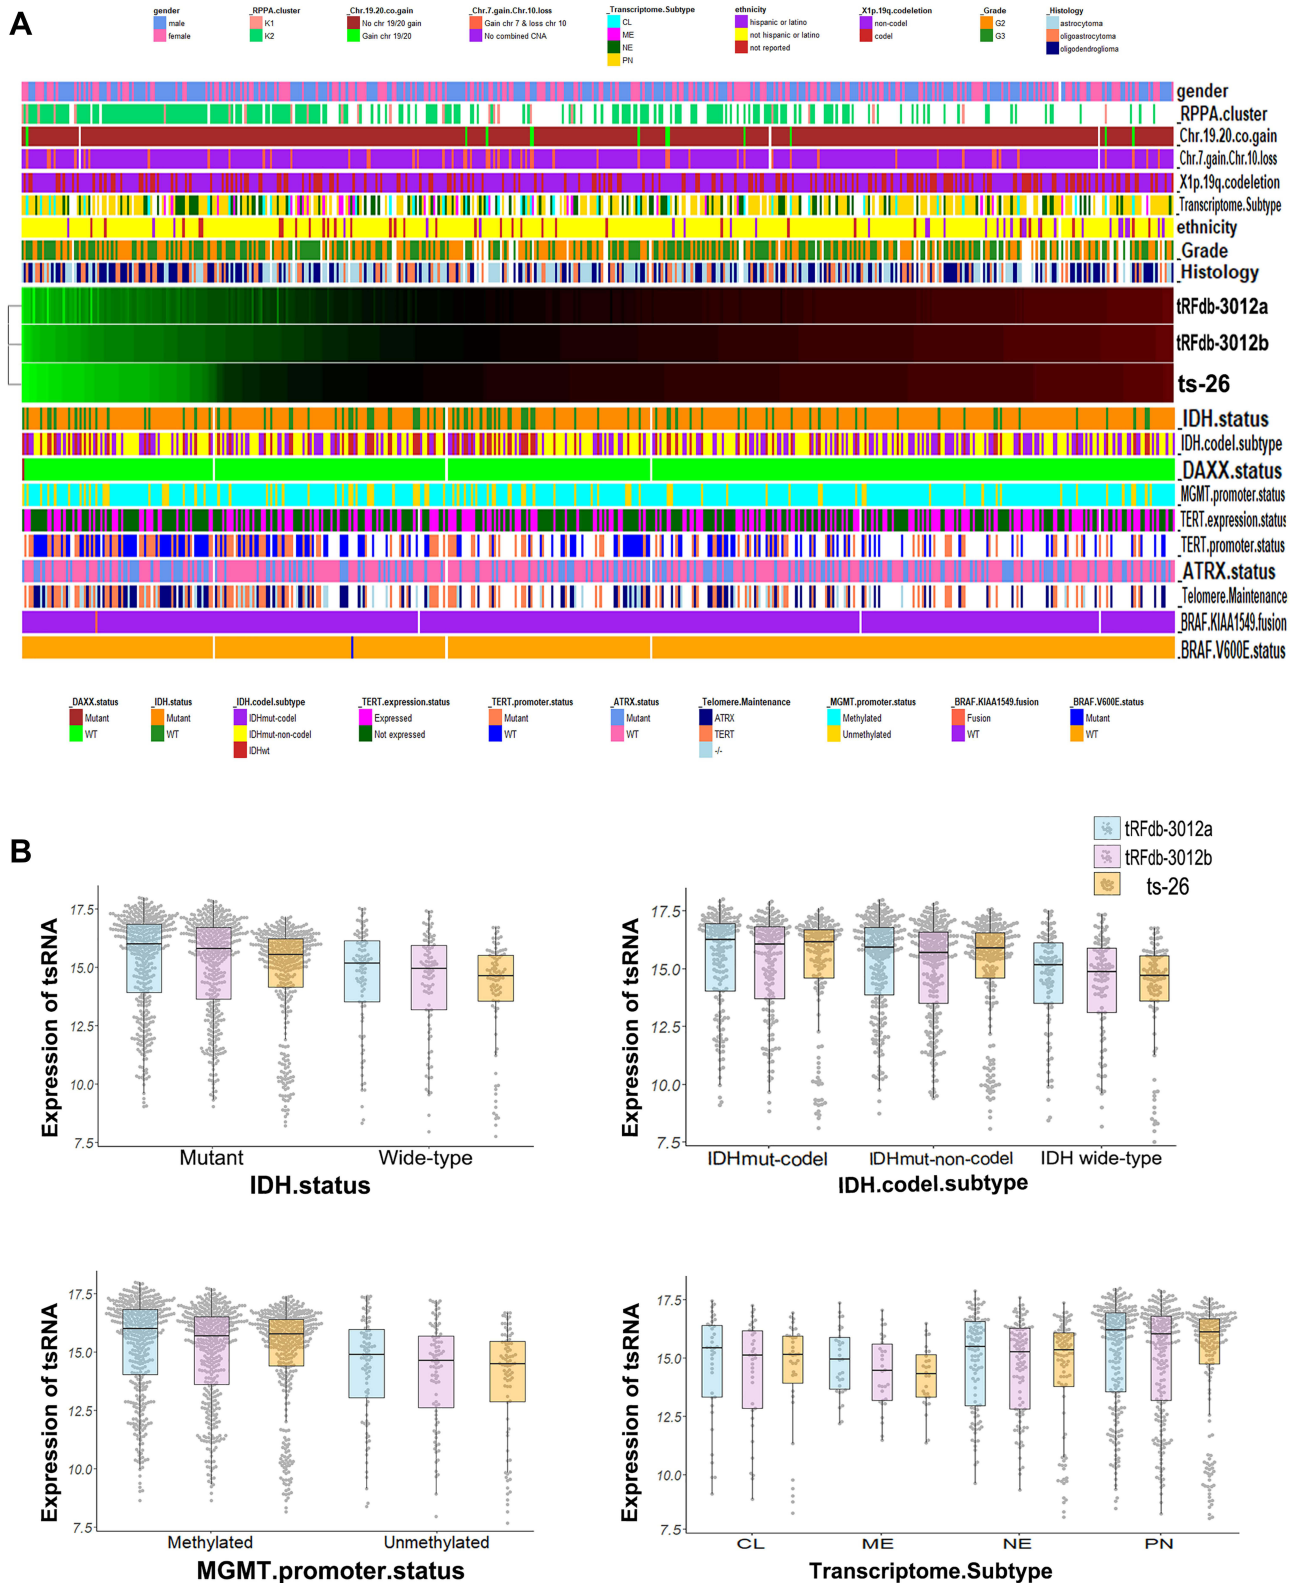 A
gender
male
female
_RPPA.cluster
K1
K2
_Chr.19/20.co.gain
No chr 19/20 gain
Gain chr 19/20
_Chr.7.gain.Chr.10.loss
Gain chr 7 & loss chr 10
No combined CNA
_Transcriptome.Subtype
CL
ME
NE
PN
ethnicity
hispanic or latino
not hispanic or latino
not reported
_X1p.19q.codeletion
non-codel
codel
_Grade
G2
G3
_Histology
astrocytoma
oligoastrocytoma
oligodendroglioma
gender
_RPPA.cluster
_Chr.19.20.co.gain
_Chr.7.gain.Chr.10.loss
_X1p.19q.codeletion
_Transcriptome.Subtype
ethnicity
_Grade
_Histology
tRFdb-3012a
tRFdb-3012b
ts-26
_IDH.status
_IDH.codel.subtype
_DAXX.status
_MGMT.promoter.status
_TERT.expression.status
_TERT.promoter.status
_ATRX.status
_Telomere.Maintenance
_BRAF.KIAA1549.fusion
_BRAF.V600E.status
_DAXX.status
Mutant
WT
_IDH.status
Mutant
WT
_IDH.codel.subtype
IDHmut-codel
IDHmut-non-codel
IDHwt
_TERT.expression.status
Expressed
Not expressed
_TERT.promoter.status
Mutant
WT
_ATRX.status
Mutant
WT
_Telomere.Maintenance
ATRX
TERT
-/-
_MGMT.promoter.status
Methylated
Unmethylated
_BRAF.KIAA1549.fusion
Fusion
WT
_BRAF.V600E.status
Mutant
WT
B
tRFdb-3012a
tRFdb-3012b
ts-26
Expression of tsRNA
17.5
15.0
12.5
10.0
7.5
Mutant Wide-type
IDH.status
Expression of tsRNA
17.5
15.0
12.5
10.0
7.5
IDHmut-codel IDHmut-non-codel IDH wide-type
IDH.codel.subtype
Expression of tsRNA
17.5
15.0
12.5
10.0
7.5
Methylated Unmethylated
MGMT.promoter.status
Expression of tsRNA
17.5
15.0
12.5
10.0
7.5
CL ME NE PN
Transcriptome.Subtype